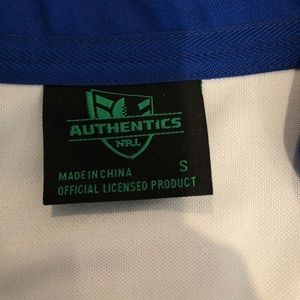 AUTHENTICS
NRL
MADE IN CHINA S
OFFICIAL LICENSED PRODUCT